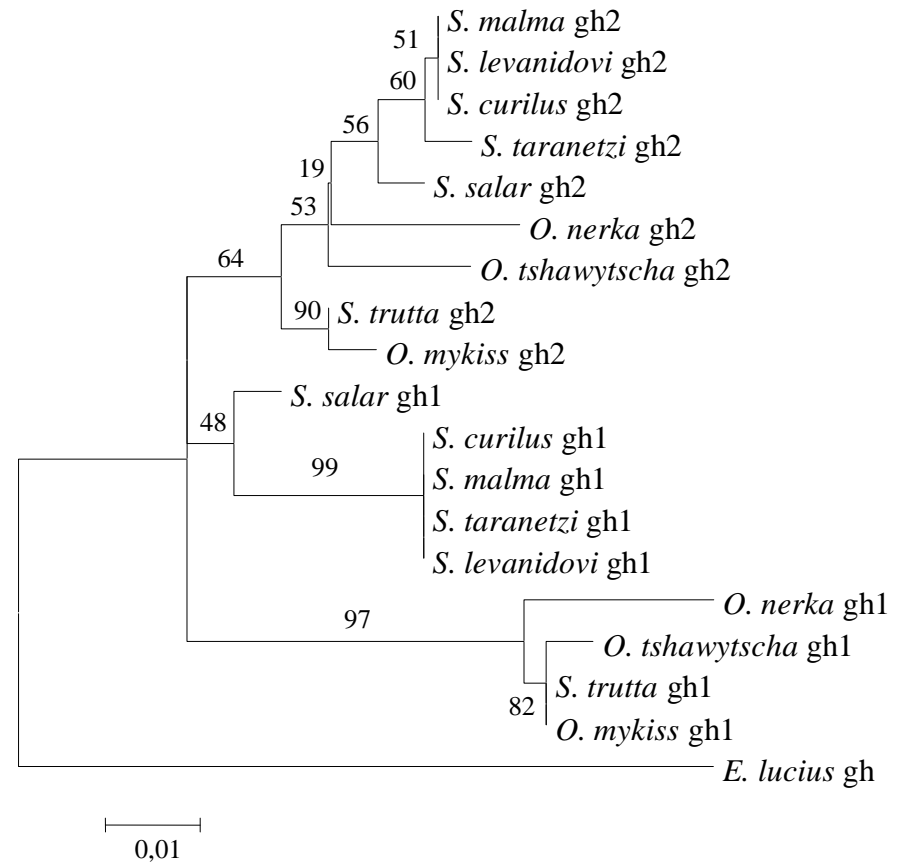 S. malma gh2
51
S. levanidovi gh2
60
S. curilus gh2
56
S. taranetzi gh2
19
S. salar gh2
53
O. nerka gh2
64
O. tshawytscha gh2
90
S. trutta gh2
O. mykiss gh2
S. salar gh1
48
S. curilus gh1
99
S. malma gh1
S. taranetzi gh1
S. levanidovi gh1
O. nerka gh1
97
O. tshawytscha gh1
S. trutta gh1
82
O. mykiss gh1
E. lucius gh
0,01